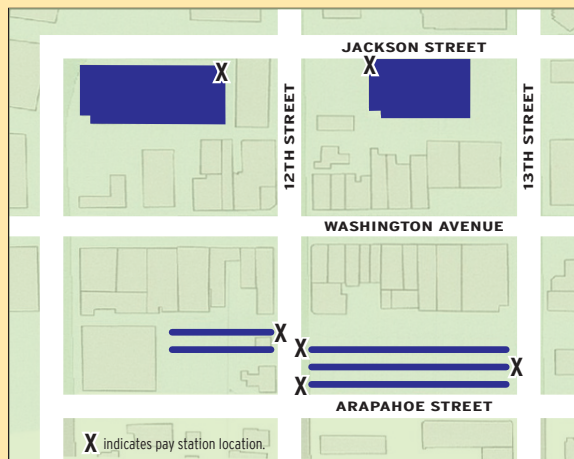 JACKSON STREET
X
X
12TH STREET
13TH STREET
WASHINGTON AVENUE
X
X
X
X
ARAPAHOE STREET
X indicates pay station location.